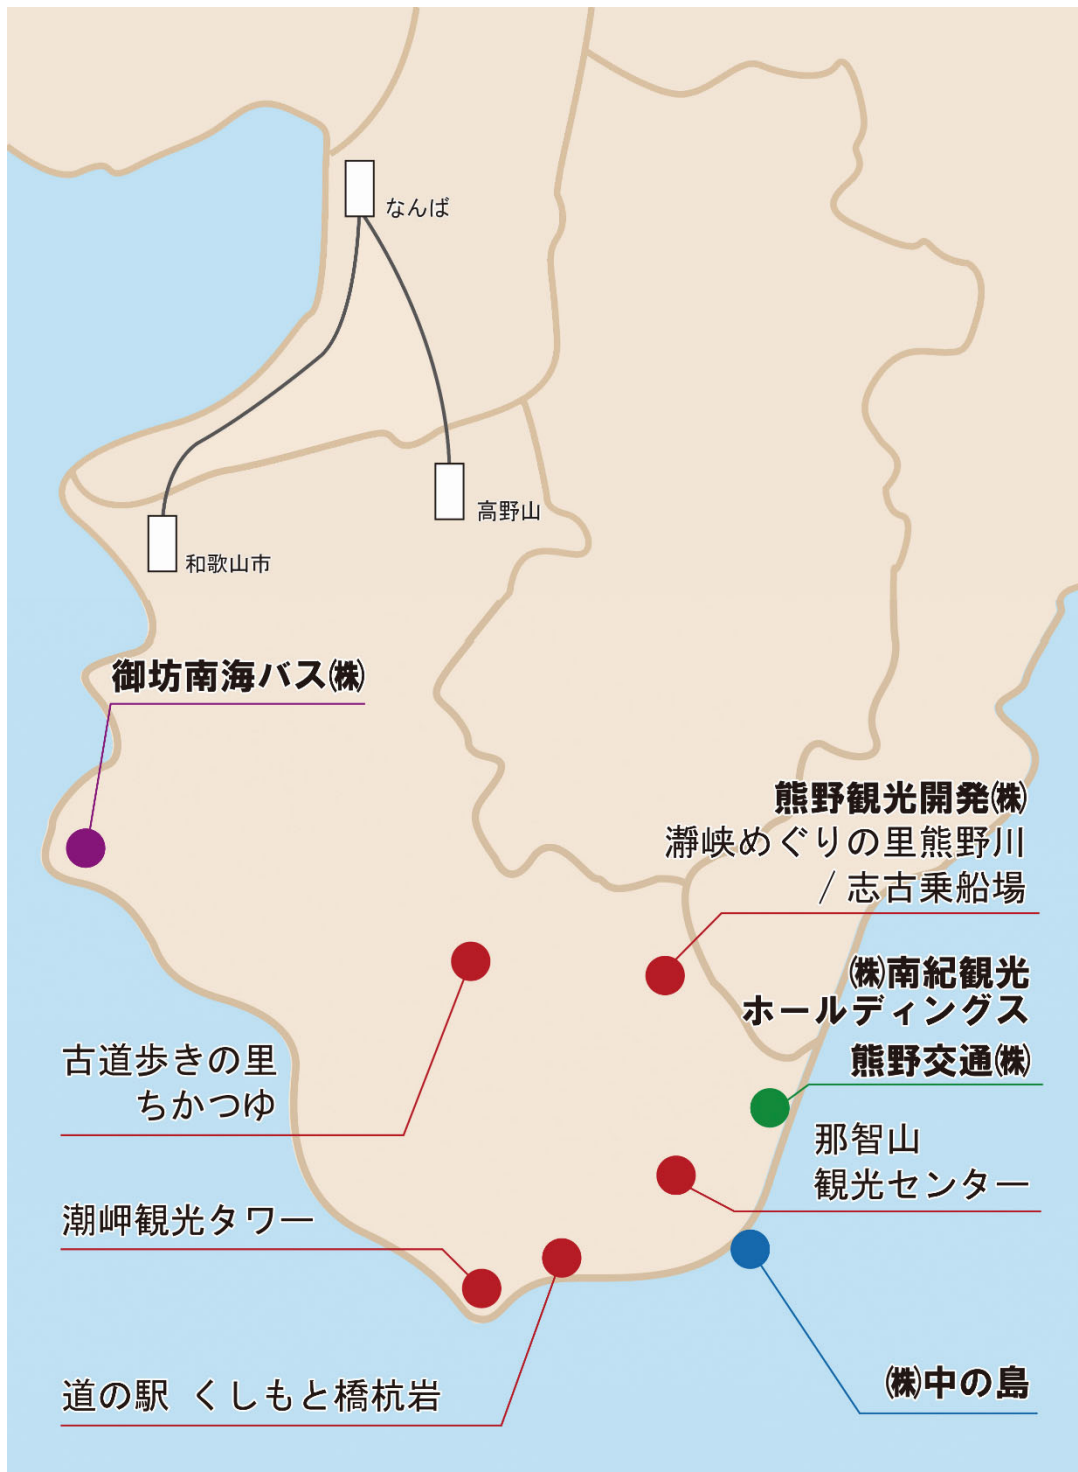 なんば
高野山
和歌山市
御坊南海バス㈱
熊野観光開発㈱
瀞峡めぐりの里熊野川
/ 志古乗船場
㈱南紀観光
ホールディングス
熊野交通㈱
古道歩きの里
ちかつゆ
那智山
観光センター
潮岬観光タワー
㈱中の島
道の駅 くしもと橋杭岩